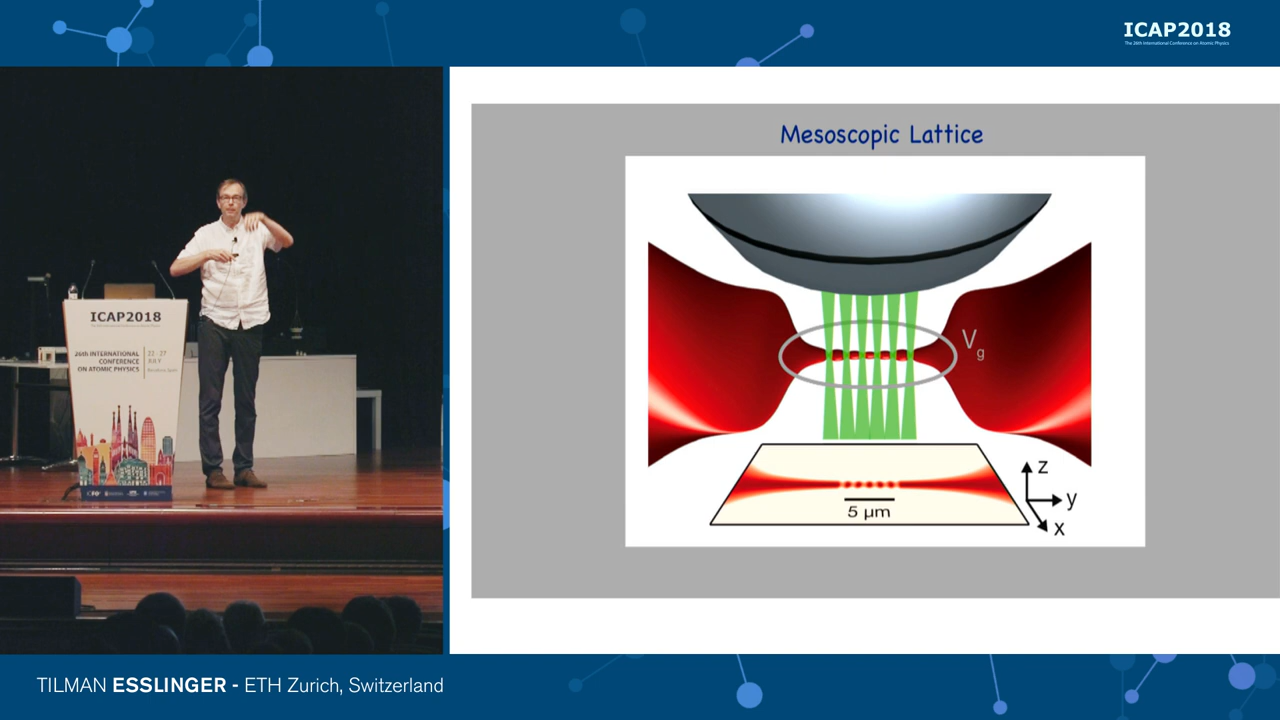 ICAP2018
The 26th International Conference on Atomic Physics
Mesoscopic Lattice
V
g
5 µm
z
y
x
ICAP2018
26th INTERNATIONAL
CONFERENCE
ON ATOMIC PHYSICS
22 - 27
JULY
Barcelona, Spain
TILMAN ESSLINGER - ETH Zurich, Switzerland